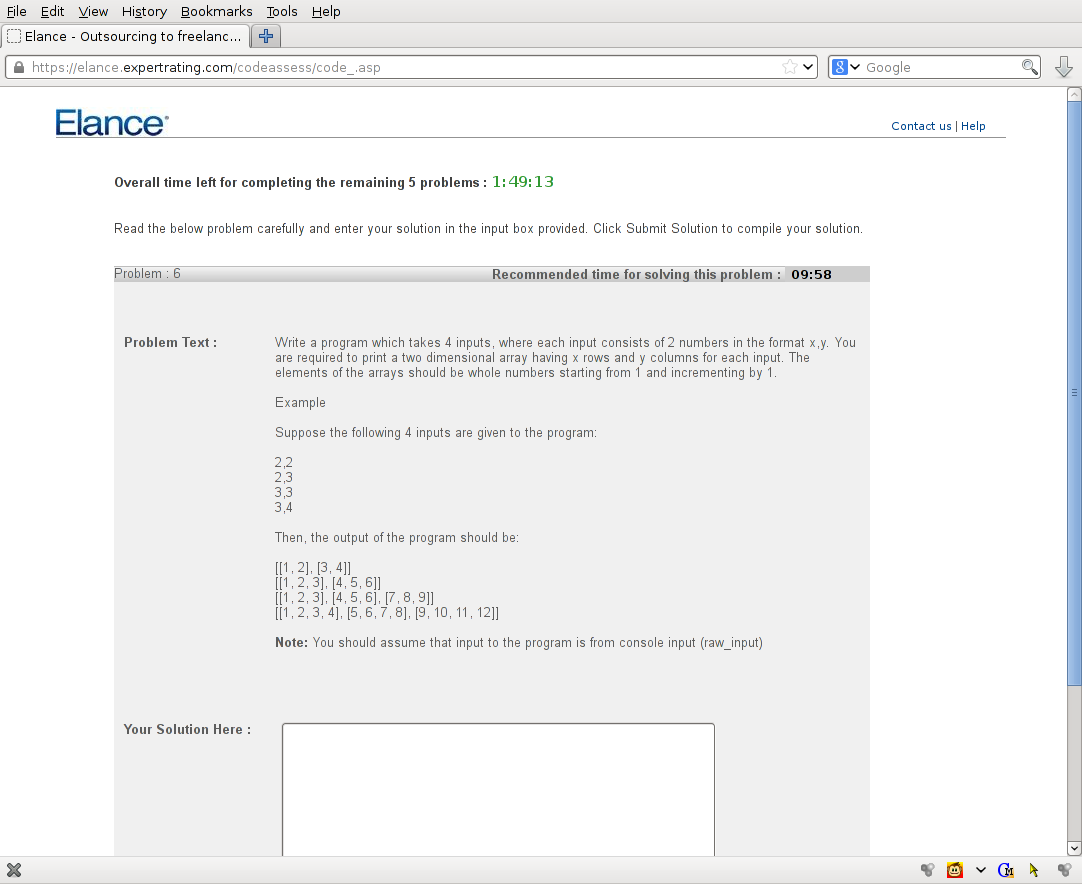 File Edit View History Bookmarks Tools Help
Elance - Outsourcing to freelanc...
https://elance.expertrating.com/codeassess/code_.asp
8 Google
Elance
Contact us | Help
Overall time left for completing the remaining 5 problems : 1:49:13
Read the below problem carefully and enter your solution in the input box provided. Click Submit Solution to compile your solution.
Problem : 6 Recommended time for solving this problem : 09:58
Problem Text :
Write a program which takes 4 inputs, where each input consists of 2 numbers in the format x,y. You
are required to print a two dimensional array having x rows and y columns for each input. The
elements of the arrays should be whole numbers starting from 1 and incrementing by 1.
Example
Suppose the following 4 inputs are given to the program:
2,2
2,3
3,3
3,4
Then, the output of the program should be:
[[1, 2], [3, 4]]
[[1, 2, 3], [4, 5, 6]]
[[1, 2, 3], [4, 5, 6], [7, 8, 9]]
[[1, 2, 3, 4], [5, 6, 7, 8], [9, 10, 11, 12]]
Note: You should assume that input to the program is from console input (raw_input)
Your Solution Here :